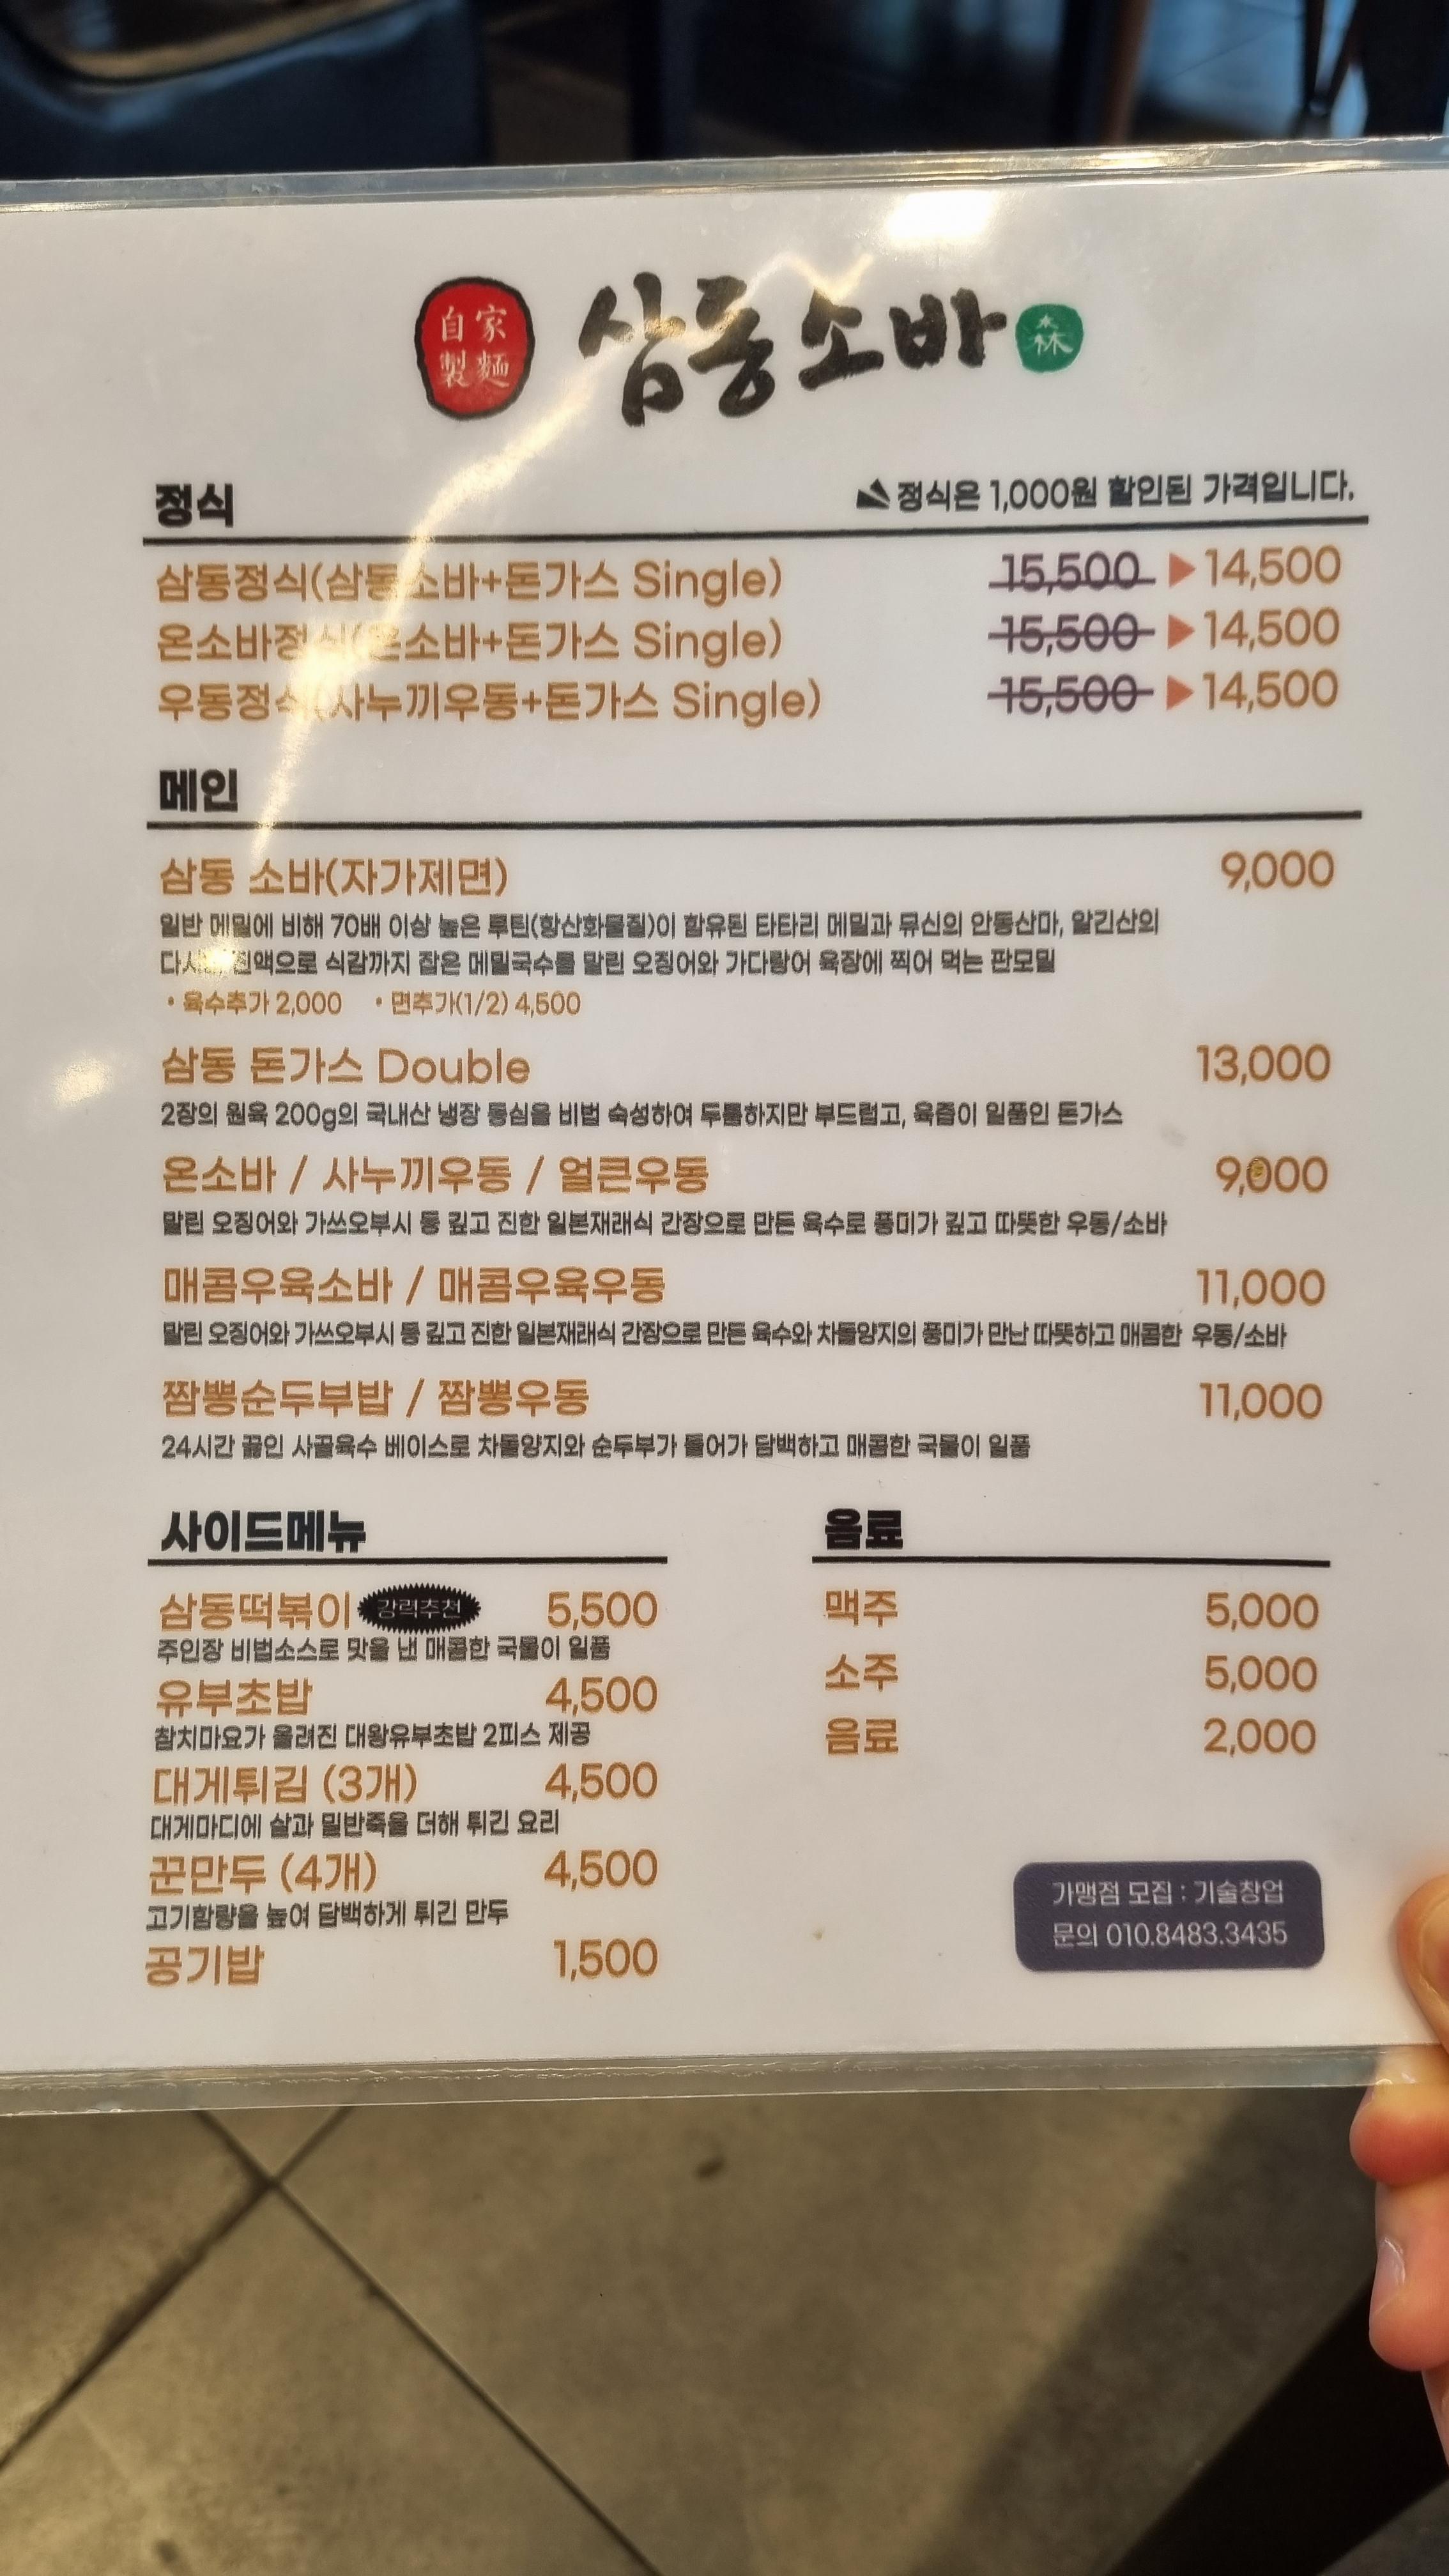 自家
製麵
삼동소바
森
정식
정식은 1,000원 할인된 가격입니다.
삼동정식(삼동소바+돈가스 Single) 15,500 ▶14,500
온소바정식(온소바+돈가스 Single) 15,500 ▶14,500
우동정식(사누끼우동+돈가스 Single) 15,500 ▶14,500
메인
삼동 소바(자가제면) 9,000
일반 메밀에 비해 70배 이상 높은 루틴(항산화물질)이 함유된 타타리 메밀과 뮤신의 안동산마, 알긴산의
진액으로 식감까지 잡은 메밀국수를 말린 오징어와 가다랑어 육장에 찍어 먹는 판모밀
• 육수추가 2,000 • 면추가(1/2) 4,500
삼동 돈가스 Double 13,000
2장의 원육 200g의 국내산 냉장 등심을 비법 숙성하여 두툼하지만 부드럽고, 육즙이 일품인 돈가스
온소바 / 사누끼우동 / 얼큰우동 9,000
말린 오징어와 가쓰오부시 등 깊고 진한 일본재래식 간장으로 만든 육수로 풍미가 깊고 따뜻한 우동/소바
매콤우육소바 / 매콤우육우동 11,000
말린 오징어와 가쓰오부시 등 깊고 진한 일본재래식 간장으로 만든 육수와 차돌양지의 풍미가 만난 따뜻하고 매콤한 우동/소바
짬뽕순두부밥 / 짬뽕우동 11,000
24시간 끓인 사골육수 베이스로 차돌양지와 순두부가 들어가 담백하고 매콤한 국물이 일품
사이드메뉴
삼동떡볶이 강력추천 5,500
주인장 비법소스로 맛을 낸 매콤한 국물이 일품
유부초밥 4,500
참치마요가 올려진 대왕유부초밥 2피스 제공
대게튀김 (3개) 4,500
대게마디에 살과 밀반죽을 더해 튀긴 요리
꾼만두 (4개) 4,500
고기함량을 높여 담백하게 튀긴 만두
공기밥 1,500
음료
맥주 5,000
소주 5,000
음료 2,000
가맹점 모집 : 기술창업
문의 010.8483.3435